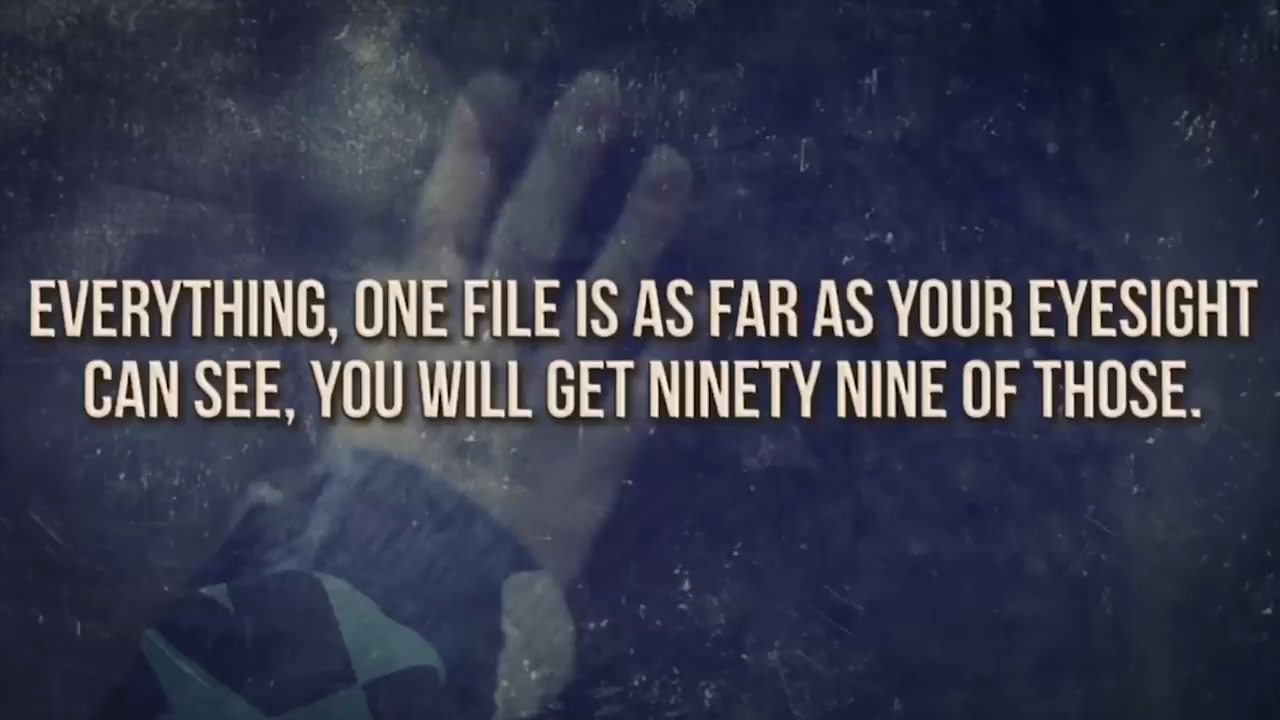 EVERYTHING, ONE FILE IS AS FAR AS YOUR EYESIGHT
CAN SEE, YOU WILL GET NINETY NINE OF THOSE.